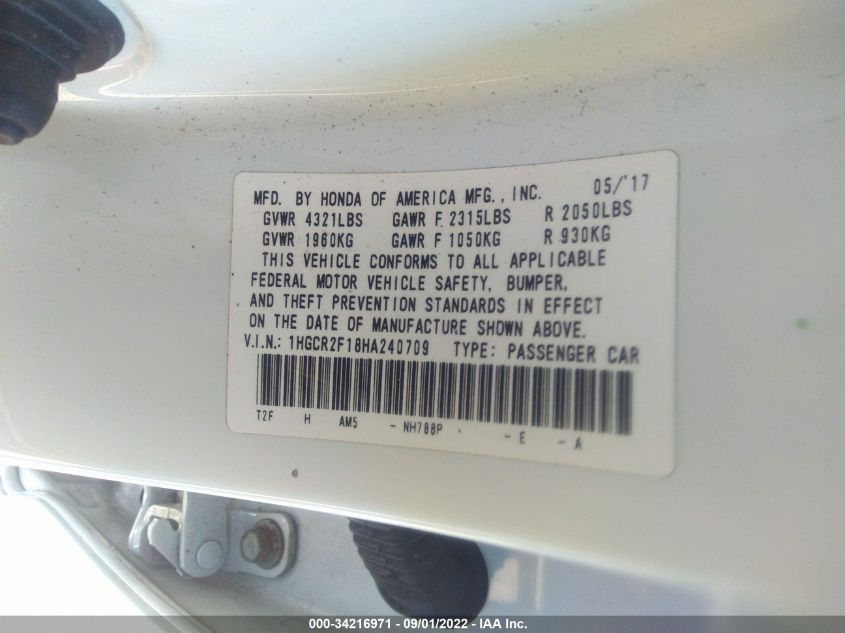 MFD. BY HONDA OF AMERICA MFG., INC. 05/'17
GVWR 4321LBS GAWR F 2315LBS R 2050LBS
GVWR 1960KG GAWR F 1050KG R 930KG
THIS VEHICLE CONFORMS TO ALL APPLICABLE
FEDERAL MOTOR VEHICLE SAFETY, BUMPER,
AND THEFT PREVENTION STANDARDS IN EFFECT
ON THE DATE OF MANUFACTURE SHOWN ABOVE.
V.I.N.: 1HGCR2F18HA240709 TYPE: PASSENGER CAR
T2F H AM5 - NH788P - E - A
000-34216971 - 09/01/2022 - IAA Inc.